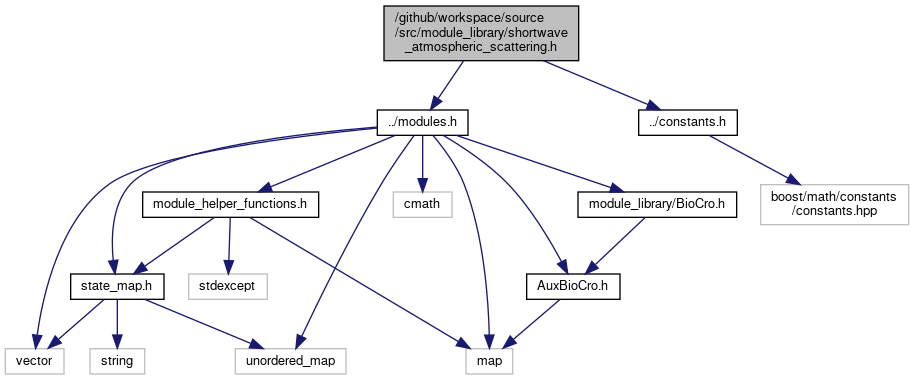 /github/workspace/source
/src/module_library/shortwave
_atmospheric_scattering.h
../modules.h
../constants.h
module_helper_functions.h
cmath
module_library/BioCro.h
boost/math/constants
/constants.hpp
state_map.h
stdexcept
AuxBioCro.h
vector
string
unordered_map
map